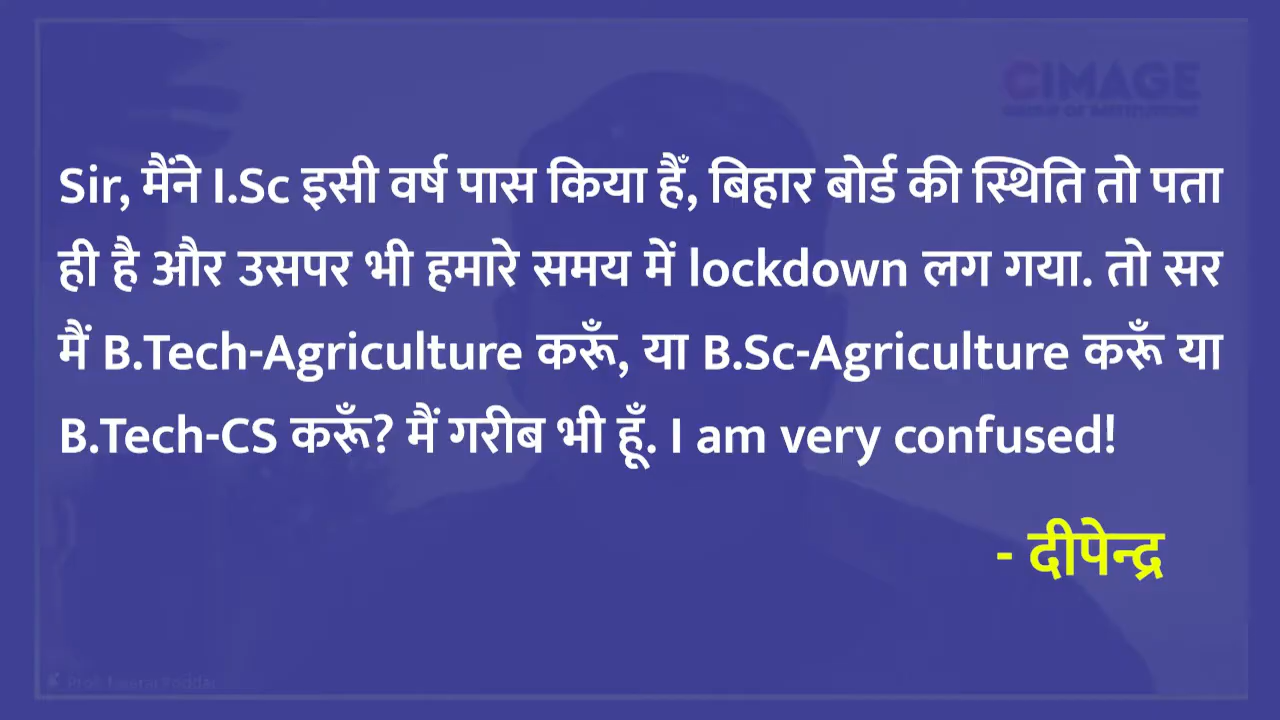 Sir, मैंने I.Sc इसी वर्ष पास किया हैँ, बिहार बोर्ड की स्थिति तो पता
ही है और उसपर भी हमारे समय में lockdown लग गया. तो सर
मैं B.Tech-Agriculture करूँ, या B.Sc-Agriculture करूँ या
B.Tech-CS करूँ? मैं गरीब भी हूँ. I am very confused!
- दीपेन्द्र
CIMAGE